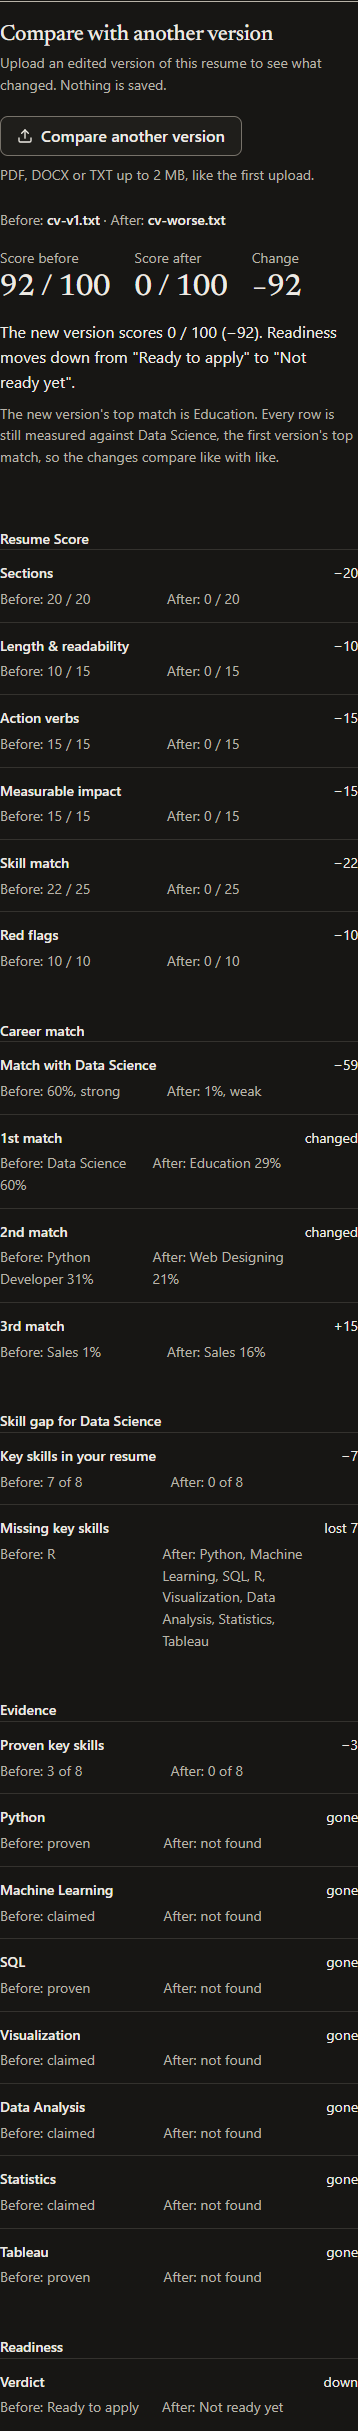 Compare with another version
Upload an edited version of this resume to see what
changed. Nothing is saved.
Compare another version
PDF, DOCX or TXT up to 2 MB, like the first upload.
Before: cv-v1.txt · After: cv-worse.txt
Score before Score after Change
92 / 100 0 / 100 −92
The new version scores 0 / 100 (−92). Readiness
moves down from "Ready to apply" to "Not
ready yet".
The new version's top match is Education. Every row is
still measured against Data Science, the first version's top
match, so the changes compare like with like.
Resume Score
Sections −20
Before: 20 / 20 After: 0 / 20
Length & readability −10
Before: 10 / 15 After: 0 / 15
Action verbs −15
Before: 15 / 15 After: 0 / 15
Measurable impact −15
Before: 15 / 15 After: 0 / 15
Skill match −22
Before: 22 / 25 After: 0 / 25
Red flags −10
Before: 10 / 10 After: 0 / 10
Career match
Match with Data Science −59
Before: 60%, strong After: 1%, weak
1st match changed
Before: Data Science After: Education 29%
60%
2nd match changed
Before: Python After: Web Designing
Developer 31% 21%
3rd match +15
Before: Sales 1% After: Sales 16%
Skill gap for Data Science
Key skills in your resume −7
Before: 7 of 8 After: 0 of 8
Missing key skills lost 7
Before: R After: Python, Machine
Learning, SQL, R,
Visualization, Data
Analysis, Statistics,
Tableau
Evidence
Proven key skills −3
Before: 3 of 8 After: 0 of 8
Python gone
Before: proven After: not found
Machine Learning gone
Before: claimed After: not found
SQL gone
Before: proven After: not found
Visualization gone
Before: claimed After: not found
Data Analysis gone
Before: claimed After: not found
Statistics gone
Before: claimed After: not found
Tableau gone
Before: proven After: not found
Readiness
Verdict down
Before: Ready to apply After: Not ready yet